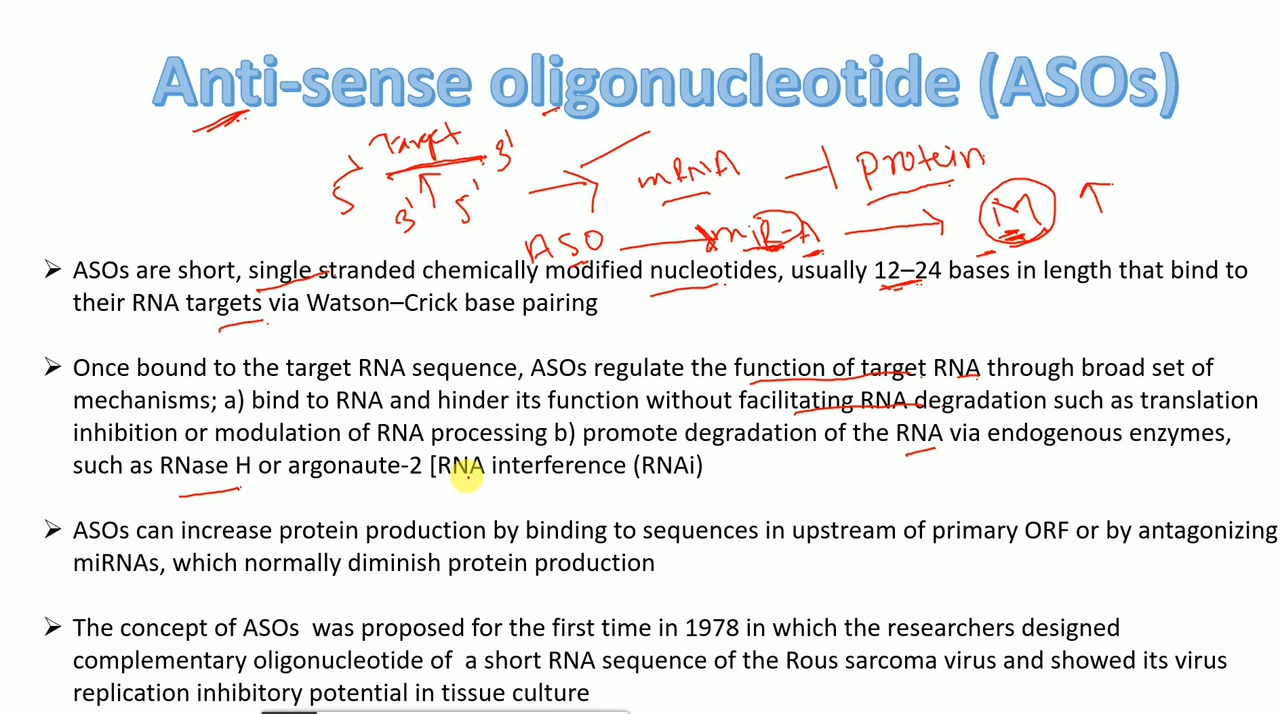 Anti-sense oligonucleotide (ASOs)
Target
5' 3'
3' 5'
mRNA
protein
ASO
miR-A
M
➢ ASOs are short, single stranded chemically modified nucleotides, usually 12–24 bases in length that bind to
their RNA targets via Watson–Crick base pairing
➢ Once bound to the target RNA sequence, ASOs regulate the function of target RNA through broad set of
mechanisms; a) bind to RNA and hinder its function without facilitating RNA degradation such as translation
inhibition or modulation of RNA processing b) promote degradation of the RNA via endogenous enzymes,
such as RNase H or argonaute-2 [RNA interference (RNAi)
➢ ASOs can increase protein production by binding to sequences in upstream of primary ORF or by antagonizing
miRNAs, which normally diminish protein production
➢ The concept of ASOs was proposed for the first time in 1978 in which the researchers designed
complementary oligonucleotide of a short RNA sequence of the Rous sarcoma virus and showed its virus
replication inhibitory potential in tissue culture